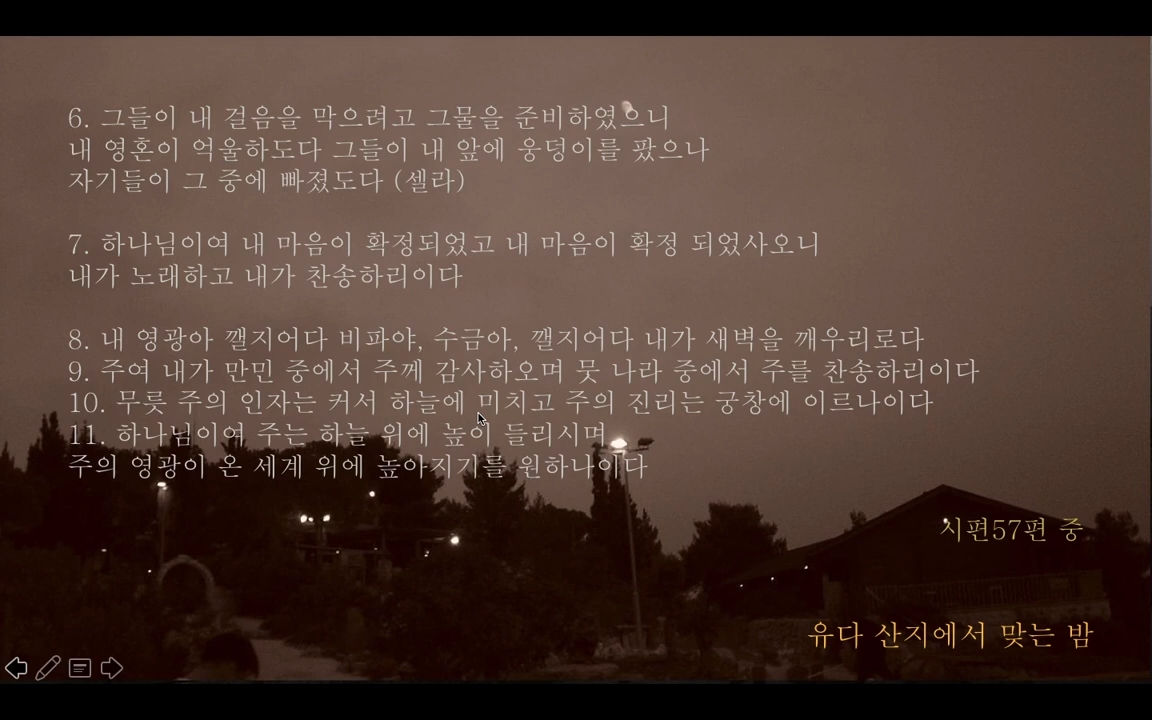 6. 그들이 내 걸음을 막으려고 그물을 준비하였으니
내 영혼이 억울하도다 그들이 내 앞에 웅덩이를 팠으나
자기들이 그 중에 빠졌도다 (셀라)
7. 하나님이여 내 마음이 확정되었고 내 마음이 확정 되었사오니
내가 노래하고 내가 찬송하리이다
8. 내 영광아 깰지어다 비파야, 수금아, 깰지어다 내가 새벽을 깨우리로다
9. 주여 내가 만민 중에서 주께 감사하오며 뭇 나라 중에서 주를 찬송하리이다
10. 무릇 주의 인자는 커서 하늘에 미치고 주의 진리는 궁창에 이르나이다
11. 하나님이여 주는 하늘 위에 높이 들리시며
주의 영광이 온 세계 위에 높아지기를 원하나이다
시편57편 중
유다 산지에서 맞는 밤